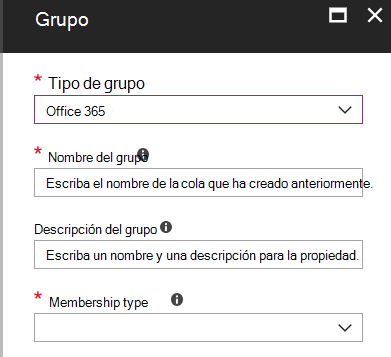 Grupo
* Tipo de grupo
Office 365
* Nombre del grupo
Escriba el nombre de la cola que ha creado anteriormente.
Descripción del grupo
Escriba un nombre y una descripción para la propiedad.
* Membership type